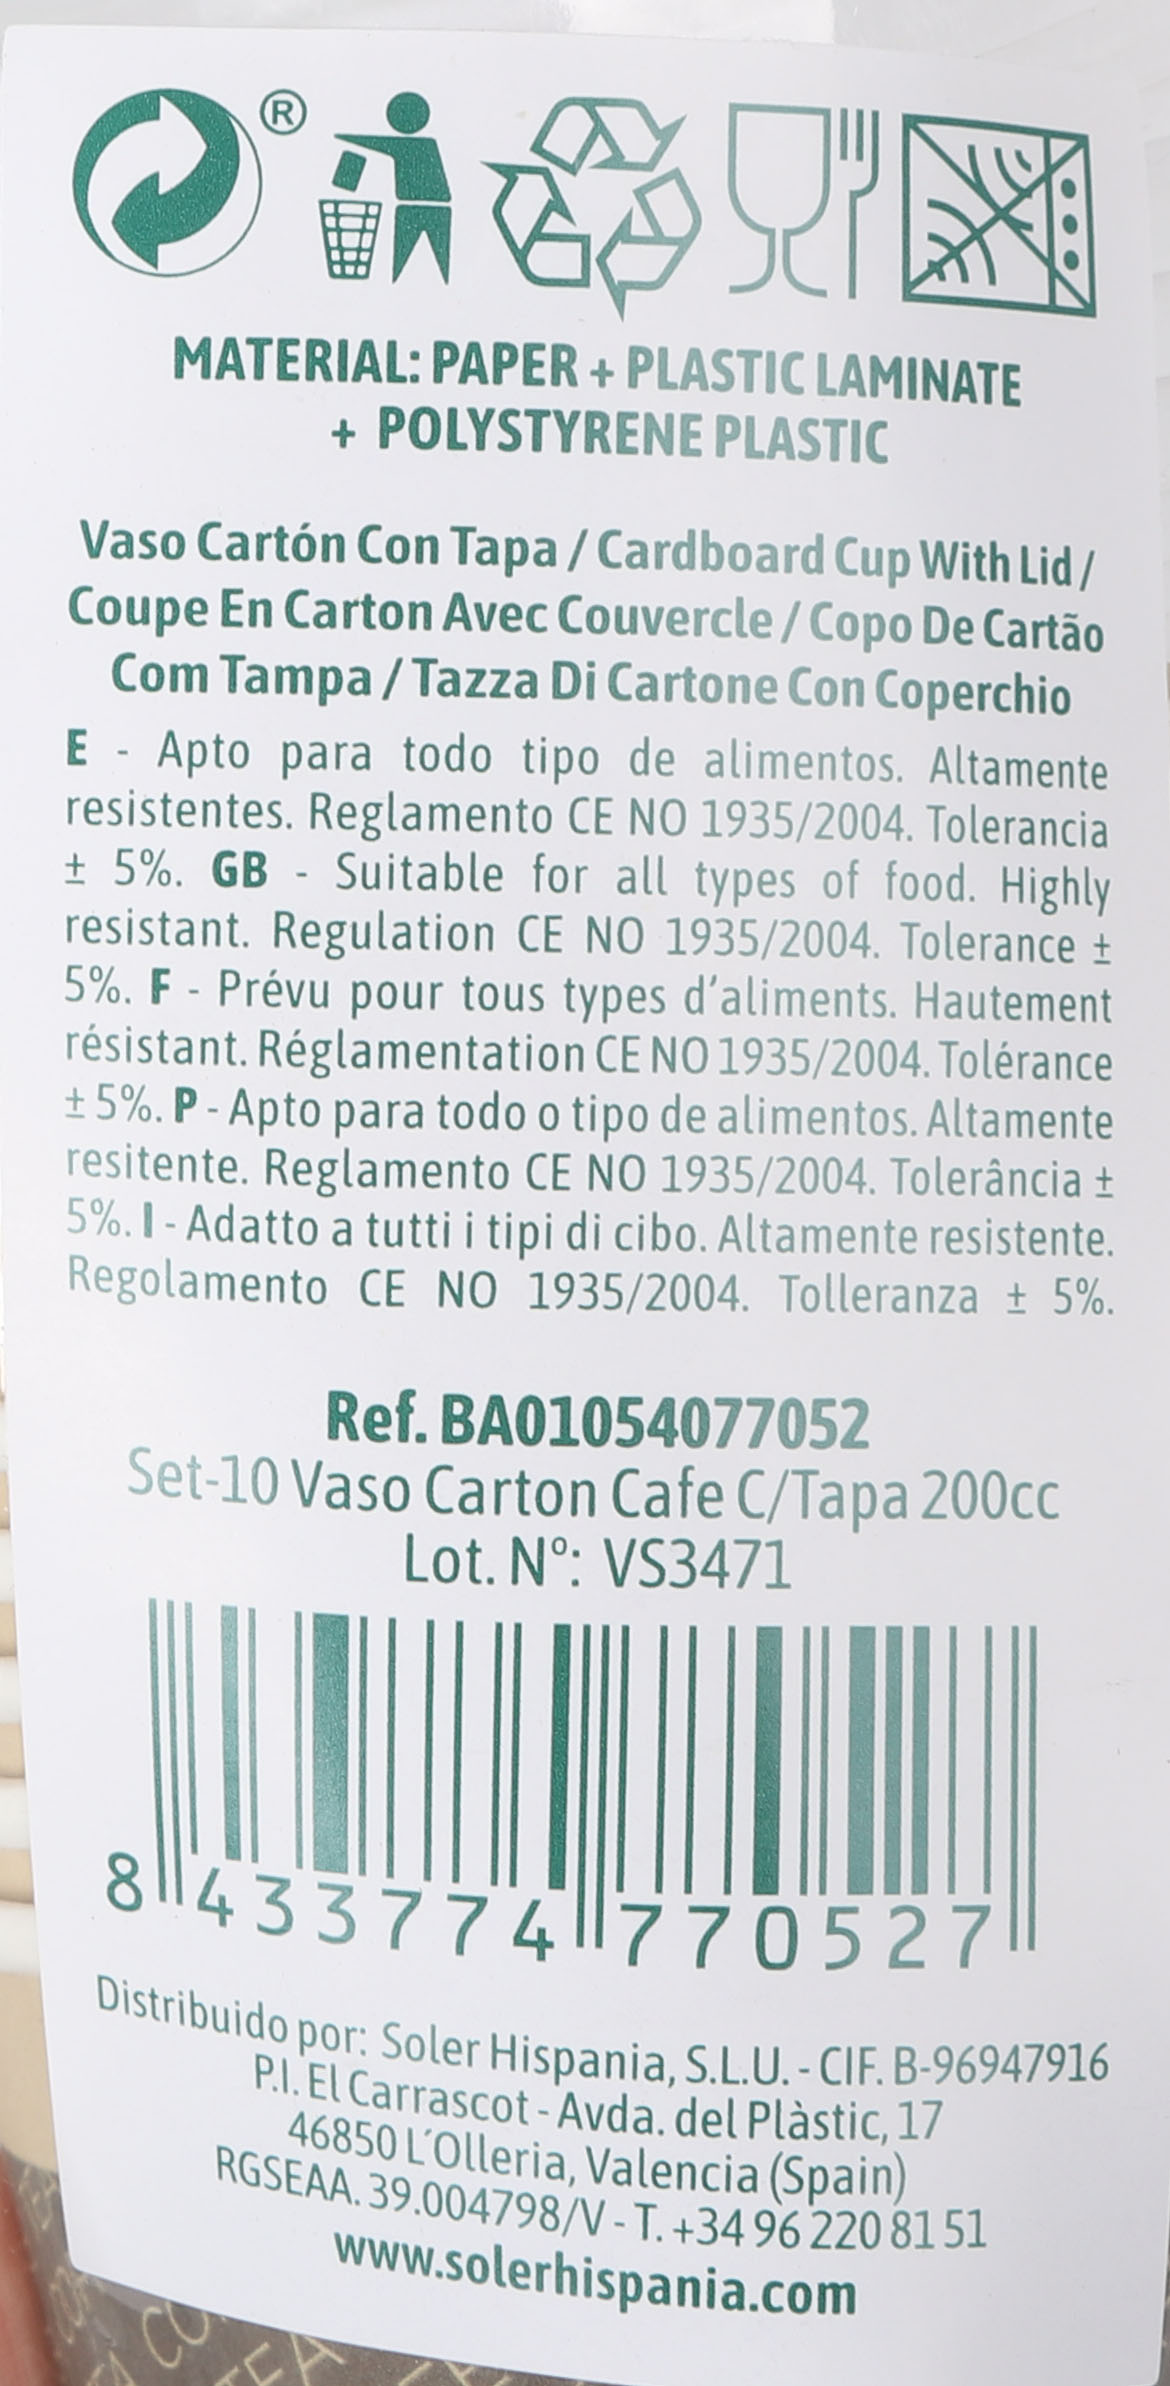 ®
MATERIAL: PAPER + PLASTIC LAMINATE
+ POLYSTYRENE PLASTIC
Vaso Cartón Con Tapa / Cardboard Cup With Lid /
Coupe En Carton Avec Couvercle / Copo De Cartão
Com Tampa / Tazza Di Cartone Con Coperchio
E - Apto para todo tipo de alimentos. Altamente
resistentes. Reglamento CE NO 1935/2004. Tolerancia
± 5%. GB - Suitable for all types of food. Highly
resistant. Regulation CE NO 1935/2004. Tolerance ±
5%. F - Prévu pour tous types d'aliments. Hautement
résistant. Réglamentation CE NO 1935/2004. Tolérance
± 5%. P - Apto para todo o tipo de alimentos. Altamente
resitente. Reglamento CE NO 1935/2004. Tolerância ±
5%. I - Adatto a tutti i tipi di cibo. Altamente resistente.
Regolamento CE NO 1935/2004. Tolleranza ± 5%.
Ref. BA01054077052
Set-10 Vaso Carton Cafe C/Tapa 200cc
Lot. Nº: VS3471
8 433774 770527
Distribuido por: Soler Hispania, S.L.U. - CIF. B-96947916
P.I. El Carrascot - Avda. del Plàstic, 17
46850 L´Olleria, Valencia (Spain)
RGSEAA. 39.004798/V - T. +34 96 220 81 51
www.solerhispania.com
TEA